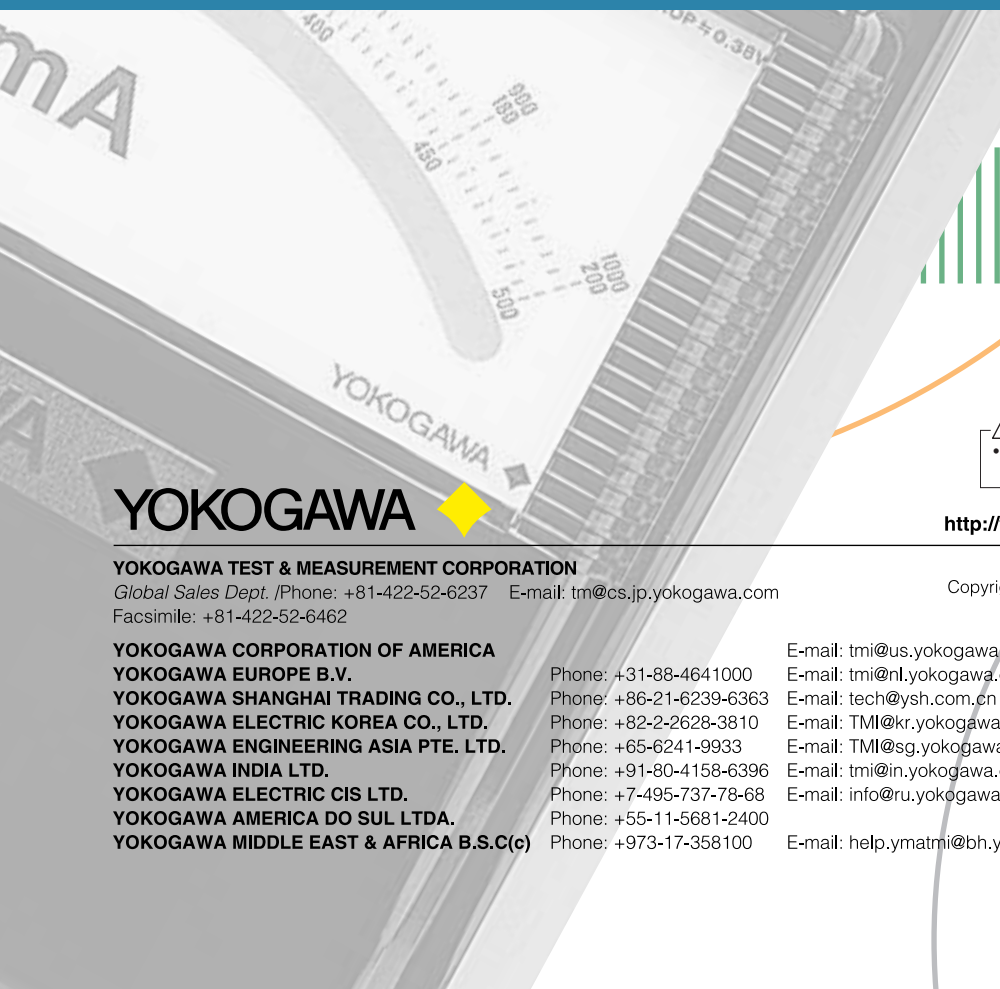 mA
DROP≒0.38V
400
900
180
450
1000
200
500
YOKOGAWA
WA
YOKOGAWA
http://
YOKOGAWA TEST & MEASUREMENT CORPORATION
Global Sales Dept. /Phone: +81-422-52-6237 E-mail: tm@cs.jp.yokogawa.com
Copyri
Facsimile: +81-422-52-6462
YOKOGAWA CORPORATION OF AMERICA E-mail: tmi@us.yokogawa
YOKOGAWA EUROPE B.V. Phone: +31-88-4641000 E-mail: tmi@nl.yokogawa.
YOKOGAWA SHANGHAI TRADING CO., LTD. Phone: +86-21-6239-6363 E-mail: tech@ysh.com.cn
YOKOGAWA ELECTRIC KOREA CO., LTD. Phone: +82-2-2628-3810 E-mail: TMI@kr.yokogawa
YOKOGAWA ENGINEERING ASIA PTE. LTD. Phone: +65-6241-9933 E-mail: TMI@sg.yokogawa
YOKOGAWA INDIA LTD. Phone: +91-80-4158-6396 E-mail: tmi@in.yokogawa.
YOKOGAWA ELECTRIC CIS LTD. Phone: +7-495-737-78-68 E-mail: info@ru.yokogawa
YOKOGAWA AMERICA DO SUL LTDA. Phone: +55-11-5681-2400
YOKOGAWA MIDDLE EAST & AFRICA B.S.C(c) Phone: +973-17-358100 E-mail: help.ymatmi@bh.y